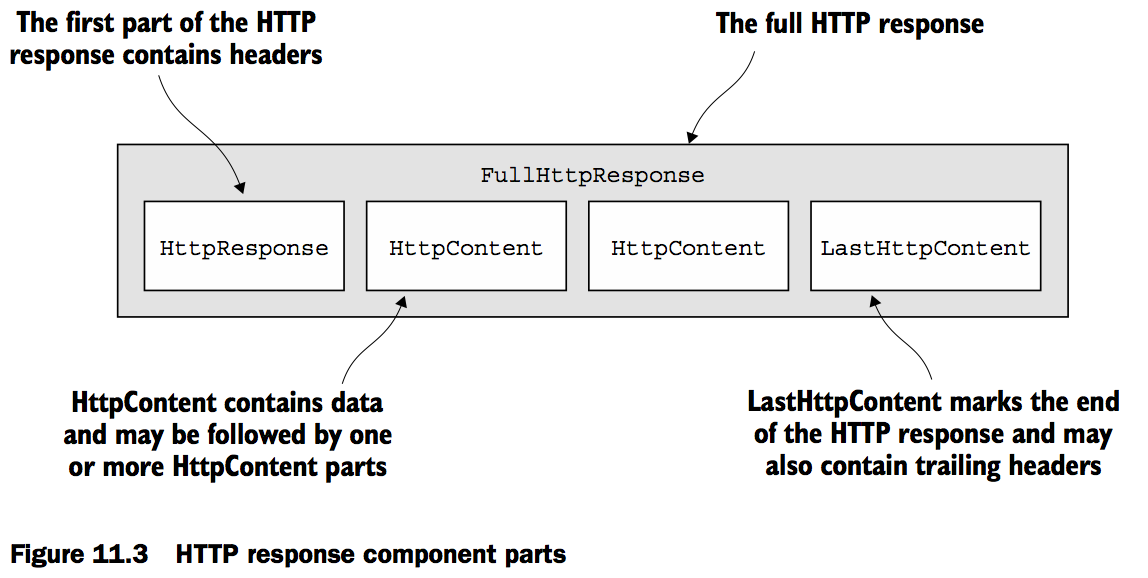 The first part of the HTTP
response contains headers
The full HTTP response
FullHttpResponse
HttpResponse
HttpContent
HttpContent
LastHttpContent
HttpContent contains data
and may be followed by one
or more HttpContent parts
LastHttpContent marks the end
of the HTTP response and may
also contain trailing headers
Figure 11.3 HTTP response component parts